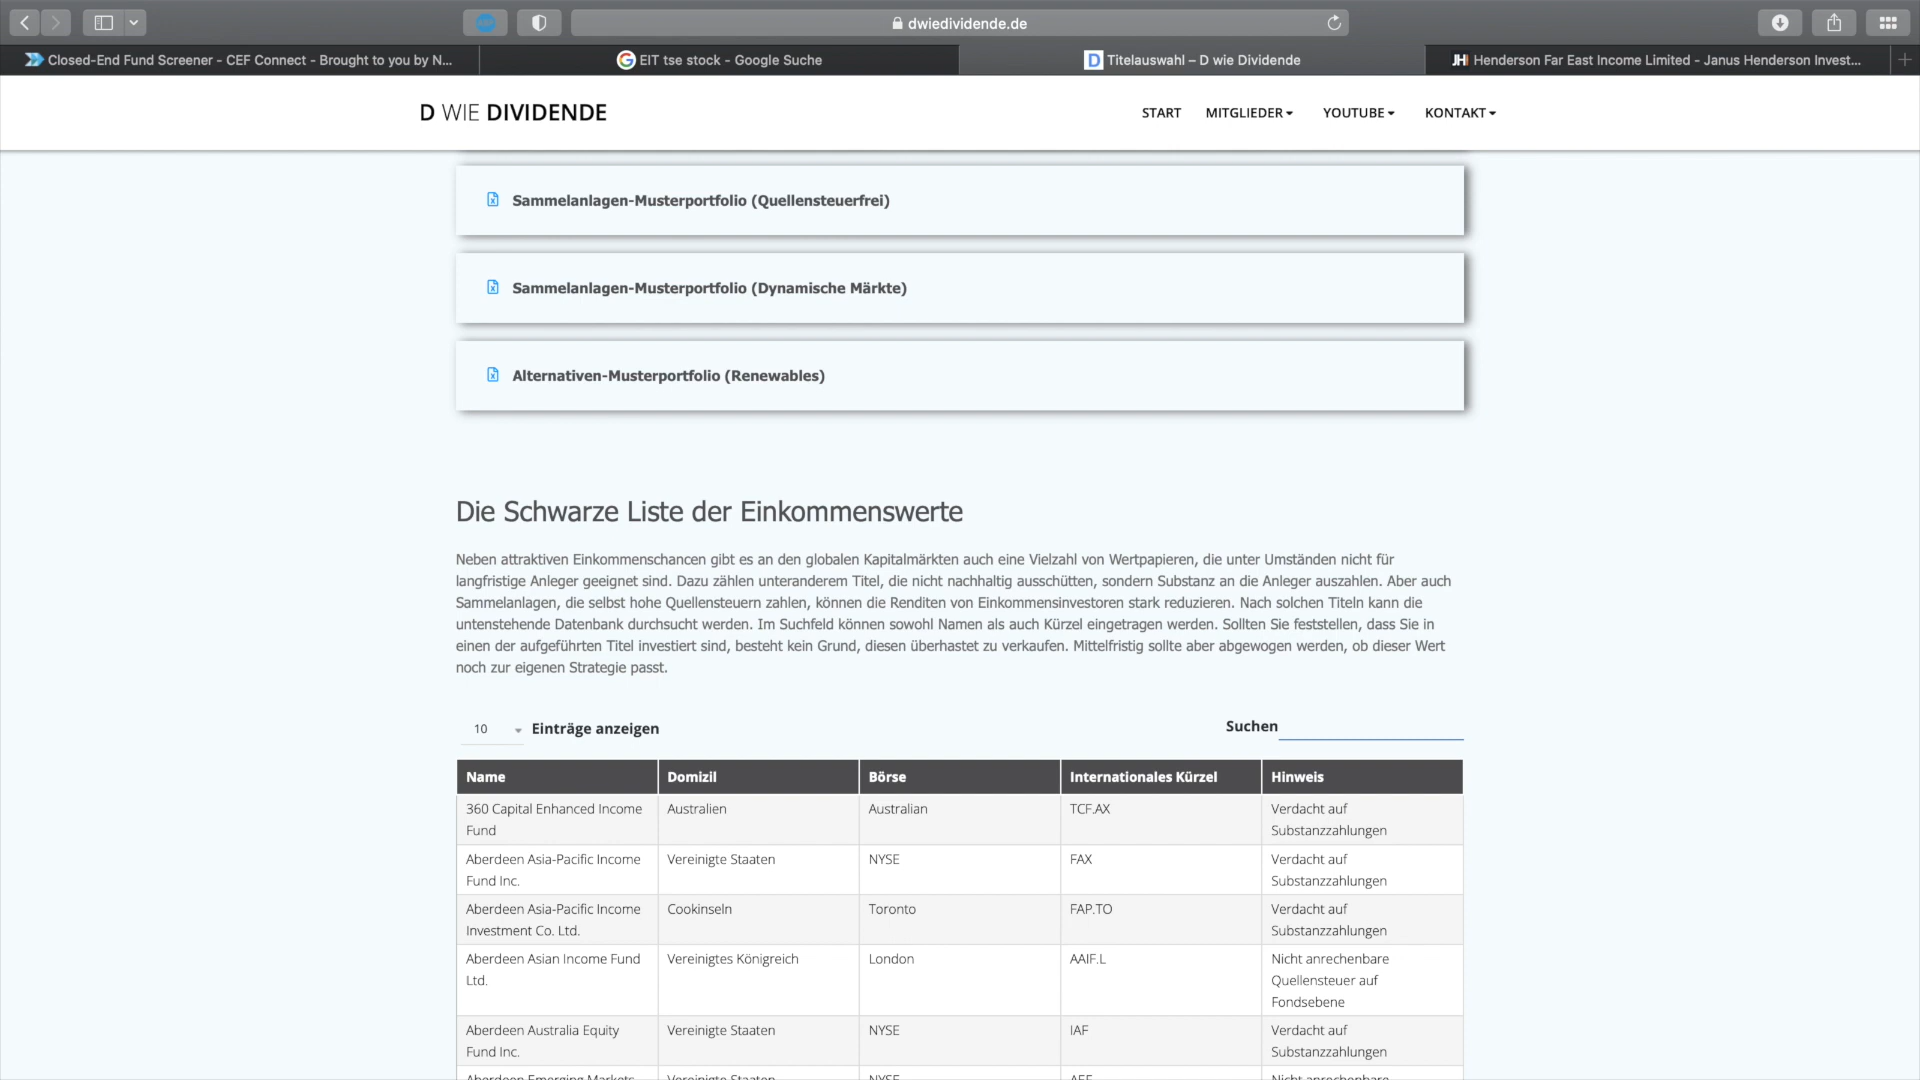 dwiedividende.de
Closed-End Fund Screener - CEF Connect - Brought to you by N...
EIT tse stock - Google Suche
Titelauswahl – D wie Dividende
Henderson Far East Income Limited - Janus Henderson Invest...
D WIE DIVIDENDE
START MITGLIEDER YOUTUBE KONTAKT
Sammelanlagen-Musterportfolio (Quellensteuerfrei)
Sammelanlagen-Musterportfolio (Dynamische Märkte)
Alternativen-Musterportfolio (Renewables)
Die Schwarze Liste der Einkommenswerte
Neben attraktiven Einkommenschancen gibt es an den globalen Kapitalmärkten auch eine Vielzahl von Wertpapieren, die unter Umständen nicht für
langfristige Anleger geeignet sind. Dazu zählen unteranderem Titel, die nicht nachhaltig ausschütten, sondern Substanz an die Anleger auszahlen. Aber auch
Sammelanlagen, die selbst hohe Quellensteuern zahlen, können die Renditen von Einkommensinvestoren stark reduzieren. Nach solchen Titeln kann die
untenstehende Datenbank durchsucht werden. Im Suchfeld können sowohl Namen als auch Kürzel eingetragen werden. Sollten Sie feststellen, dass Sie in
einen der aufgeführten Titel investiert sind, besteht kein Grund, diesen überhastet zu verkaufen. Mittelfristig sollte aber abgewogen werden, ob dieser Wert
noch zur eigenen Strategie passt.
10 Einträge anzeigen
Suchen
Name Domizil Börse Internationales Kürzel Hinweis
360 Capital Enhanced Income Australien Australian TCF.AX Verdacht auf
Fund Substanzzahlungen
Aberdeen Asia-Pacific Income Vereinigte Staaten NYSE FAX Verdacht auf
Fund Inc. Substanzzahlungen
Aberdeen Asia-Pacific Income Cookinseln Toronto FAP.TO Verdacht auf
Investment Co. Ltd. Substanzzahlungen
Aberdeen Asian Income Fund Vereinigtes Königreich London AAIF.L Nicht anrechenbare
Ltd. Quellensteuer auf
Fondsebene
Aberdeen Australia Equity Vereinigte Staaten NYSE IAF Verdacht auf
Fund Inc. Substanzzahlungen
Aberdeen Emerging Markets Vereinigte Staaten NYSE AEF Nicht anrechenbare